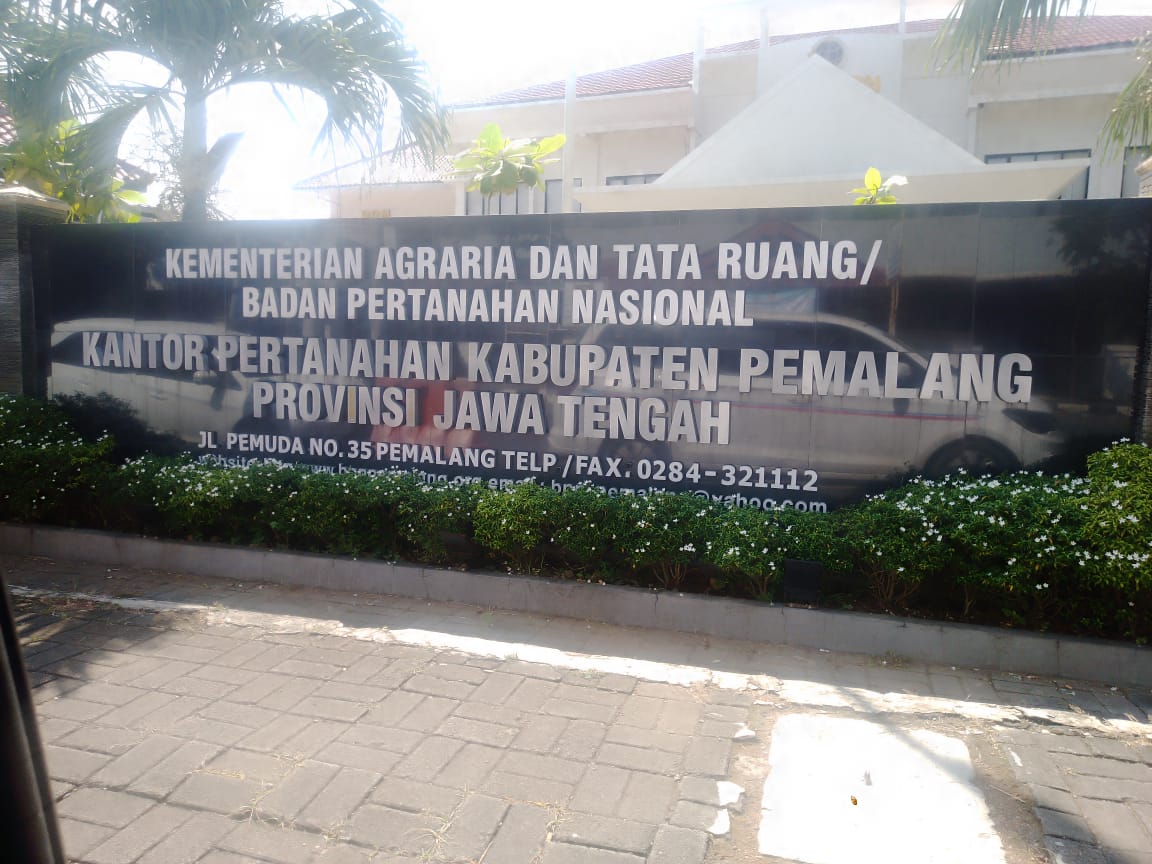 KEMENTERIAN AGRARIA DAN TATA RUANG/
BADAN PERTANAHAN NASIONAL
KANTOR PERTANAHAN KABUPATEN PEMALANG
PROVINSI JAWA TENGAH
JL PEMUDA NO. 35 PEMALANG TELP /FAX. 0284-321112